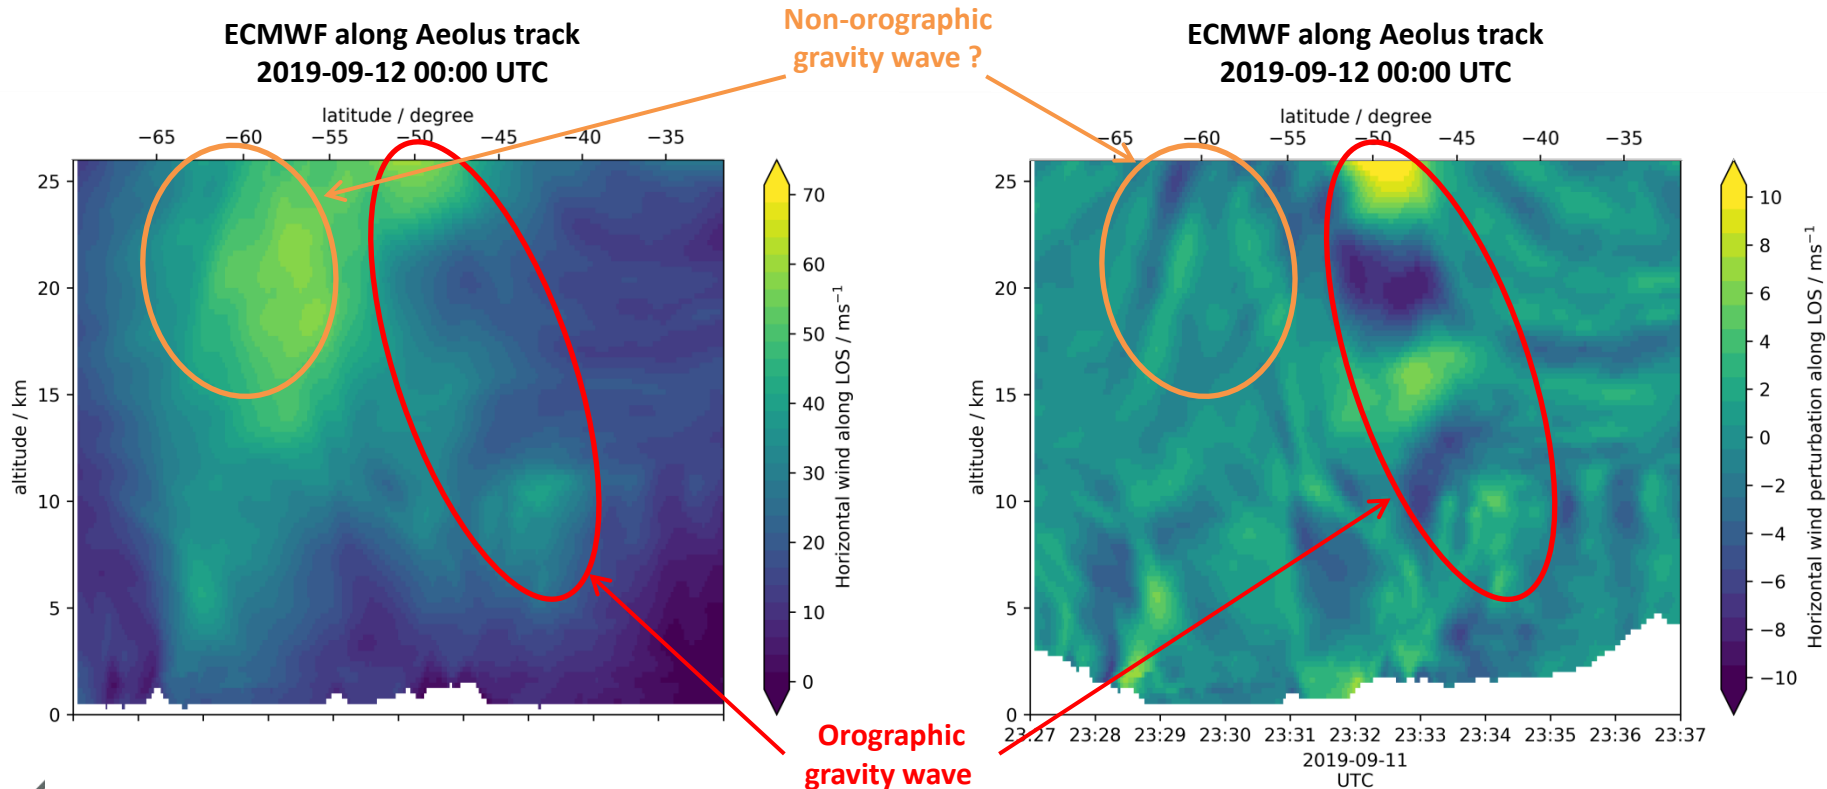 Non-orographic
gravity wave ?
ECMWF along Aeolus track
2019-09-12 00:00 UTC
latitude / degree
−65 −60 −55 −50 −45 −40 −35
25
20
15
10
5
0
altitude / km
70
60
50
40
30
20
10
0
Horizontal wind along LOS / ms⁻¹
ECMWF along Aeolus track
2019-09-12 00:00 UTC
latitude / degree
−65 −60 −55 −50 −45 −40 −35
25
20
15
10
5
0
altitude / km
23:27 23:28 23:29 23:30 23:31 23:32 23:33 23:34 23:35 23:36 23:37
2019-09-11
UTC
10
8
6
4
2
0
−2
−4
−6
−8
−10
Horizontal wind perturbation along LOS / ms⁻¹
Orographic
gravity wave